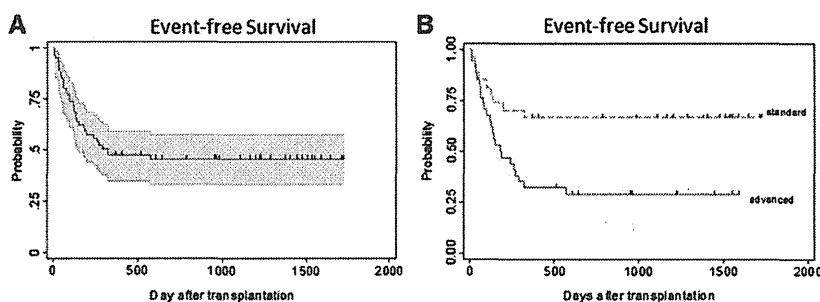 A
Event-free Survival
Probability
1
.75
.5
.25
0
0
500
1000
1500
2000
Day after transplantation
B
Event-free Survival
Probability
1.00
0.75
0.50
0.25
0.00
standard
advanced
0
500
1000
1500
2000
Days after transplantation